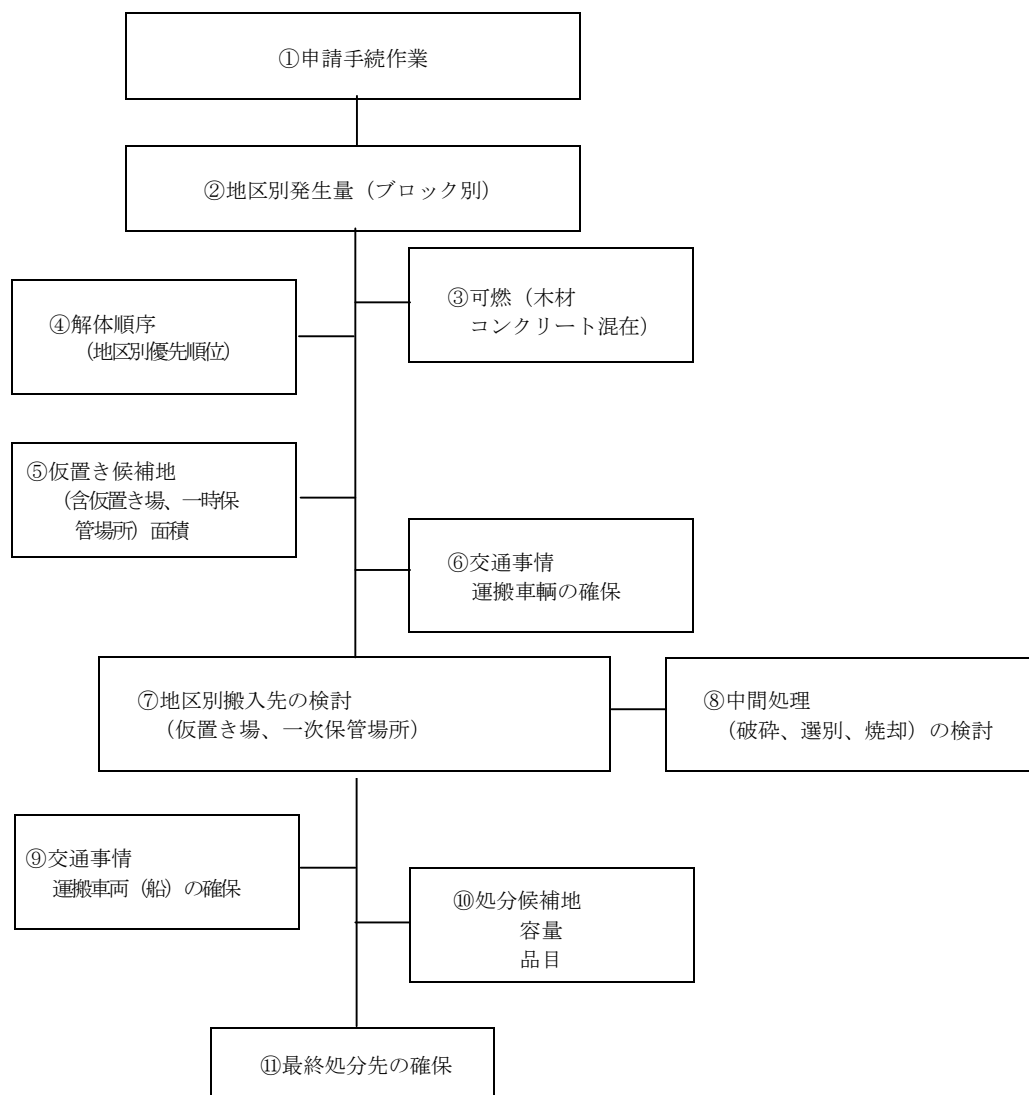 ①申請手続作業
②地区別発生量（ブロック別）
③可燃（木材
コンクリート混在）
④解体順序
（地区別優先順位）
⑤仮置き候補地
（含仮置き場、一時保
管場所）面積
⑥交通事情
運搬車輌の確保
⑦地区別搬入先の検討
（仮置き場、一次保管場所）
⑧中間処理
（破砕、選別、焼却）の検討
⑨交通事情
運搬車両（船）の確保
⑩処分候補地
容量
品目
⑪最終処分先の確保